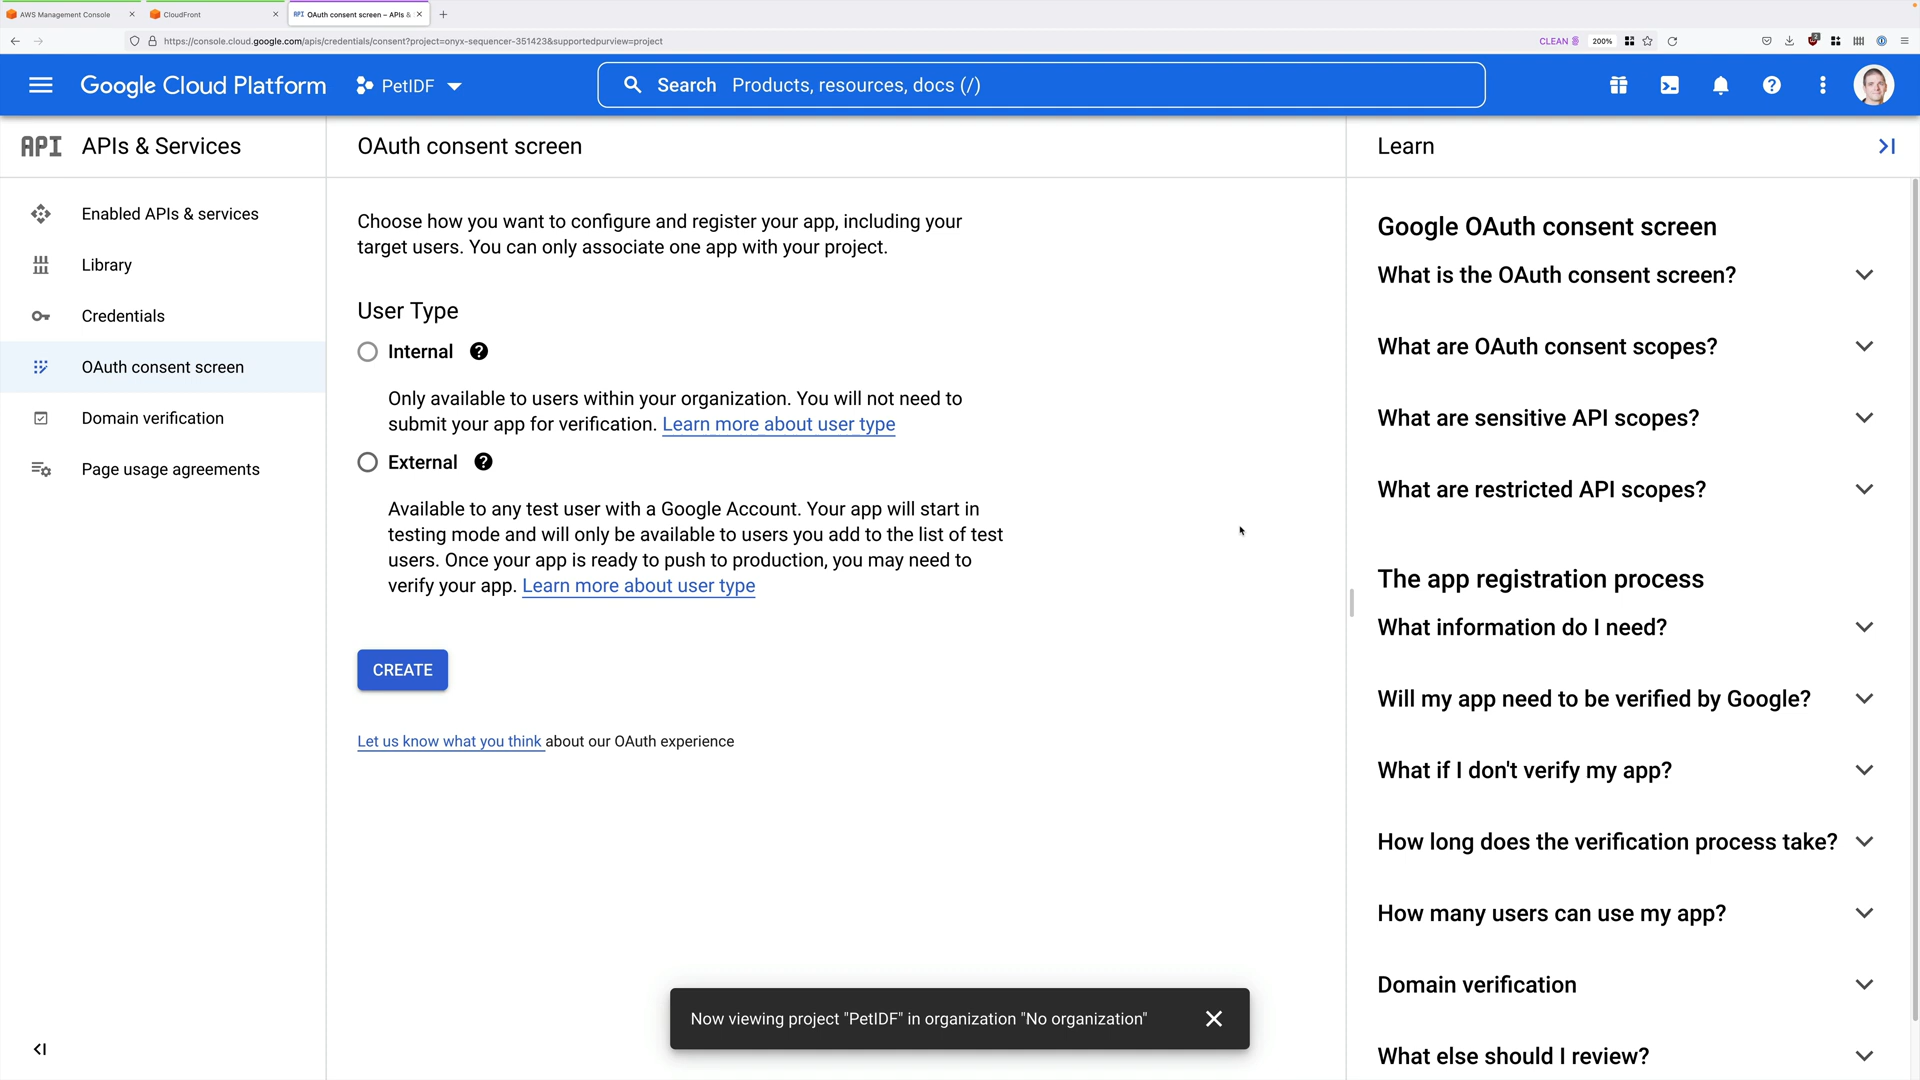 AWS Management Console
CloudFront
API OAuth consent screen – APIs &
https://console.cloud.google.com/apis/credentials/consent?project=onyx-sequencer-351423&supportedpurview=project
CLEAN
200%
Google Cloud Platform
PetIDF
Search Products, resources, docs (/)
API APIs & Services
Enabled APIs & services
Library
Credentials
OAuth consent screen
Domain verification
Page usage agreements
OAuth consent screen
Choose how you want to configure and register your app, including your
target users. You can only associate one app with your project.
User Type
Internal
Only available to users within your organization. You will not need to
submit your app for verification. Learn more about user type
External
Available to any test user with a Google Account. Your app will start in
testing mode and will only be available to users you add to the list of test
users. Once your app is ready to push to production, you may need to
verify your app. Learn more about user type
CREATE
Let us know what you think about our OAuth experience
Learn
Google OAuth consent screen
What is the OAuth consent screen?
What are OAuth consent scopes?
What are sensitive API scopes?
What are restricted API scopes?
The app registration process
What information do I need?
Will my app need to be verified by Google?
What if I don't verify my app?
How long does the verification process take?
How many users can use my app?
Domain verification
What else should I review?
Now viewing project "PetIDF" in organization "No organization"